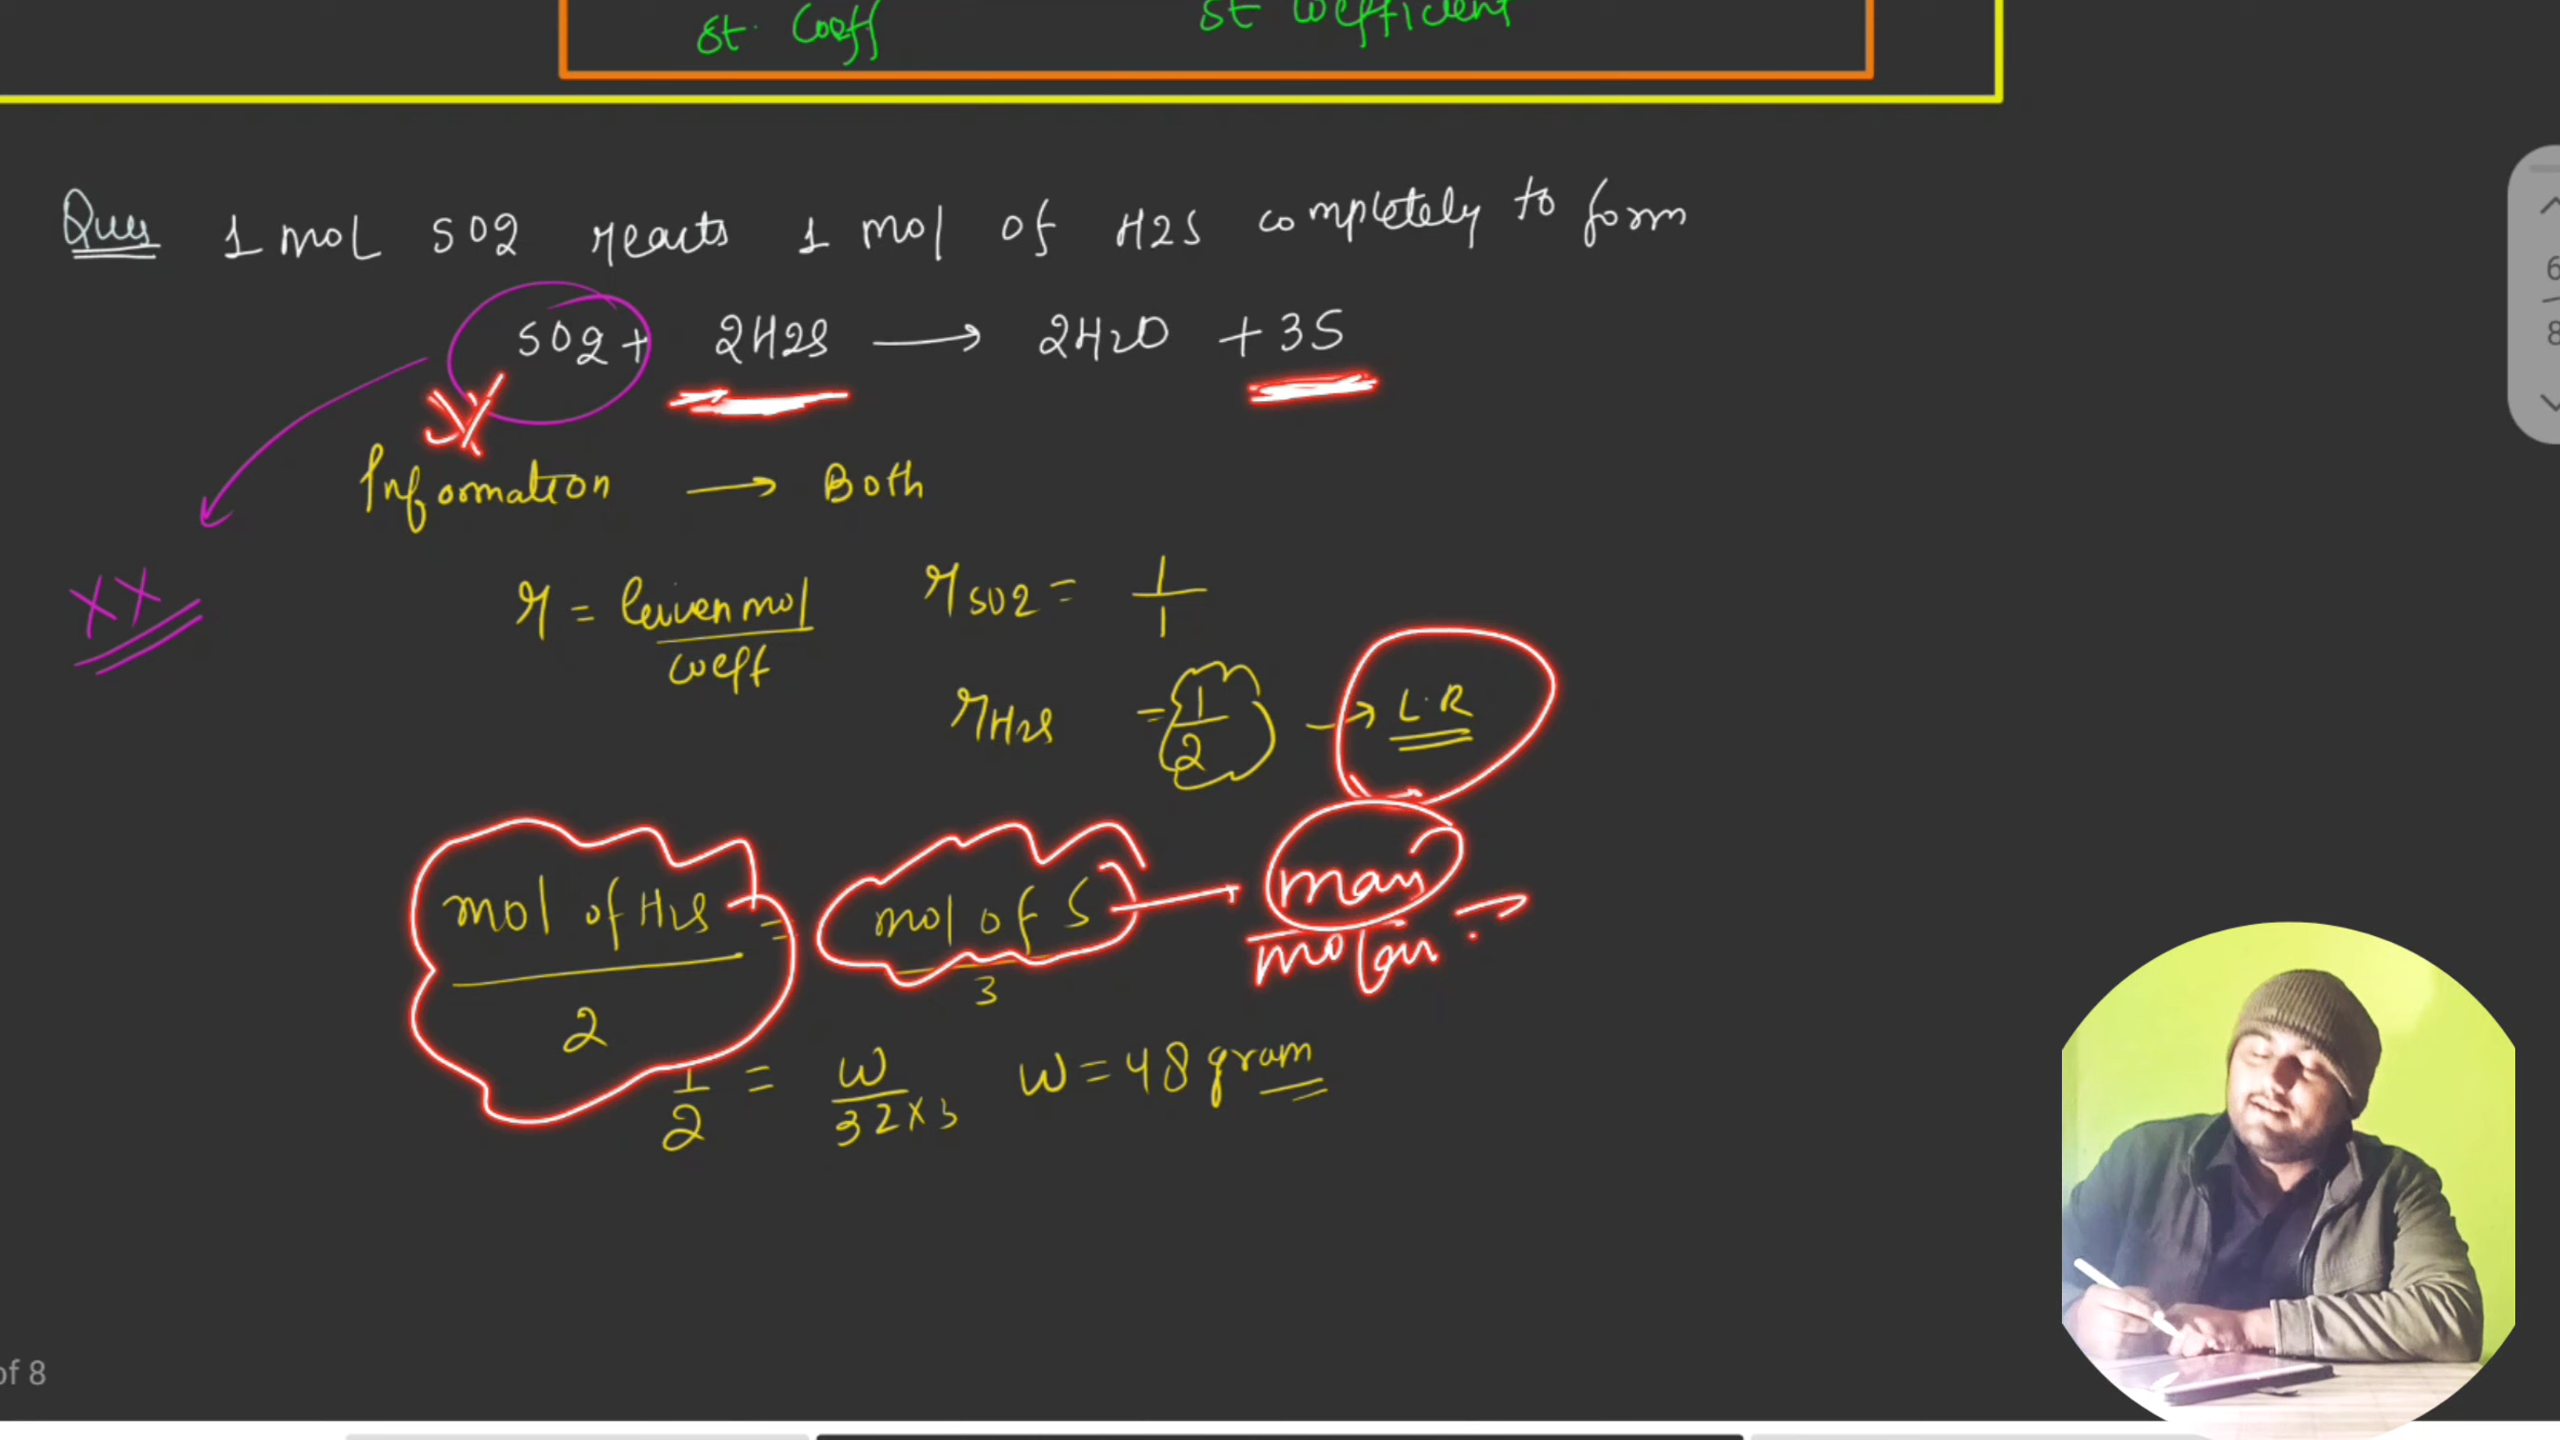 St. Coeff St Coefficient
Ques 1 mol SO2 reacts 1 mol of H2S completely to form
SO2 + 2H2S → 2H2O + 3S
Information → Both
XX
r = Given mol / Coeff rSO2 = 1/1
rH2S = 1/2 → L.R
mol of H2S / 2 = mol of S / 3 → mass / molar
1/2 = W / 32 x 3 W = 48 gram
of 8
6
8